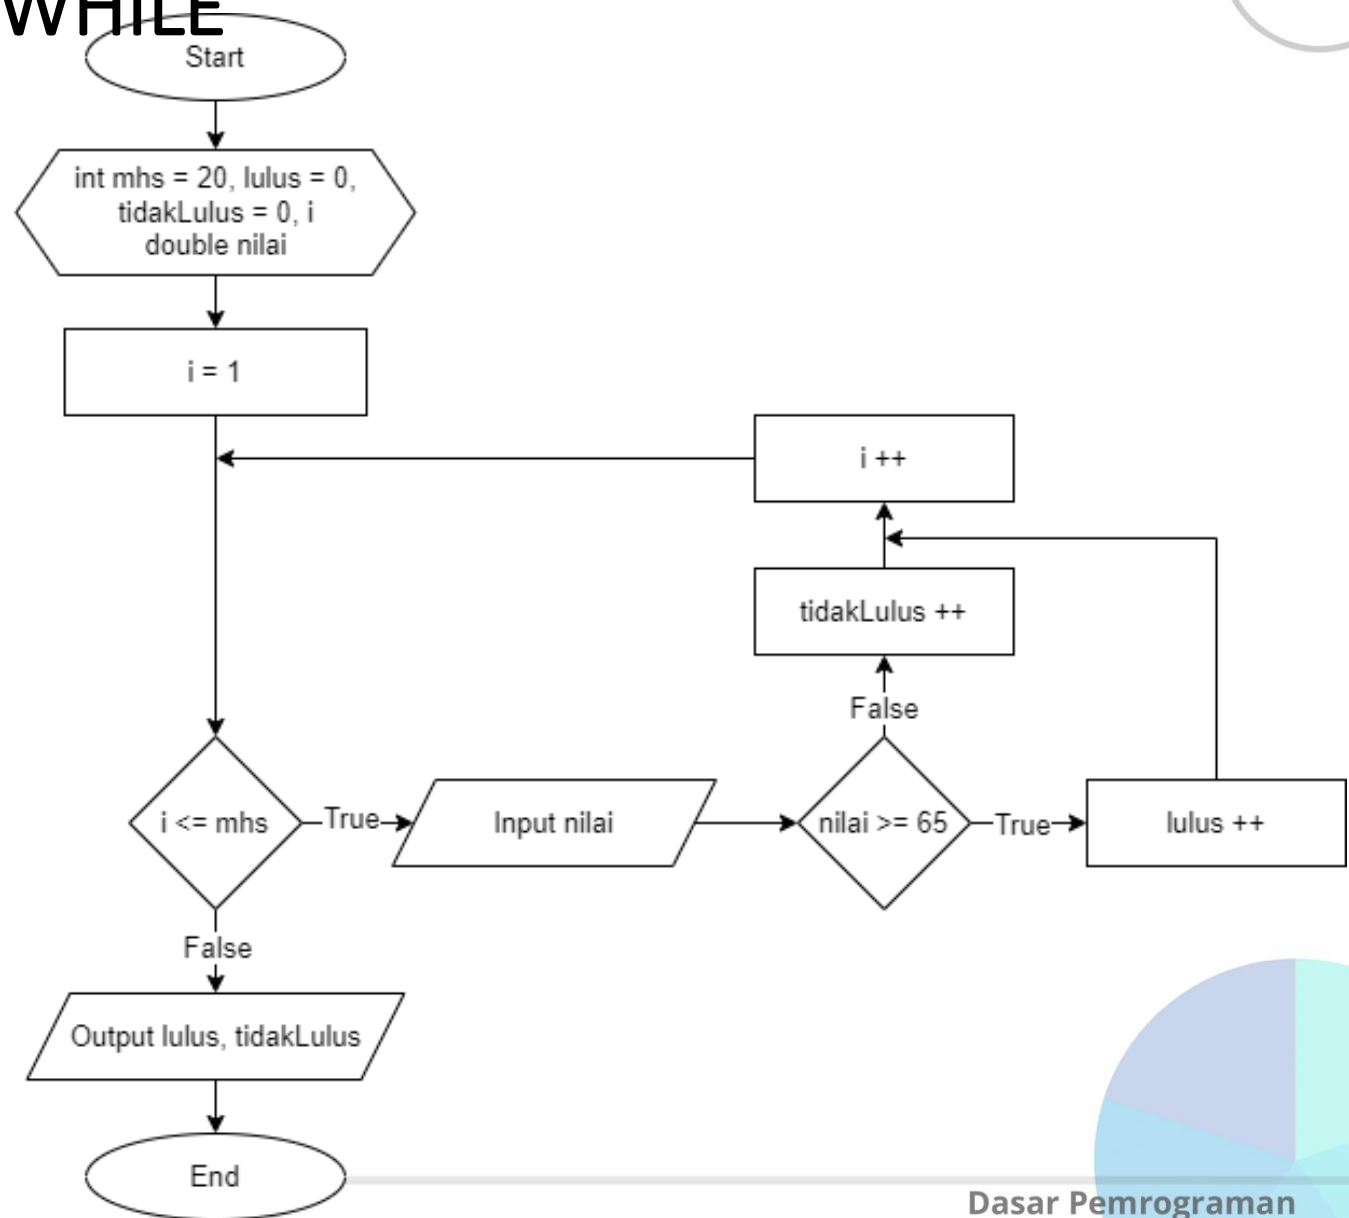 WHILE
Start
int mhs = 20, lulus = 0,
tidakLulus = 0, i
double nilai
i = 1
i ++
tidakLulus ++
False
i <= mhs
True
Input nilai
nilai >= 65
True
lulus ++
False
Output lulus, tidakLulus
End
Dasar Pemrograman